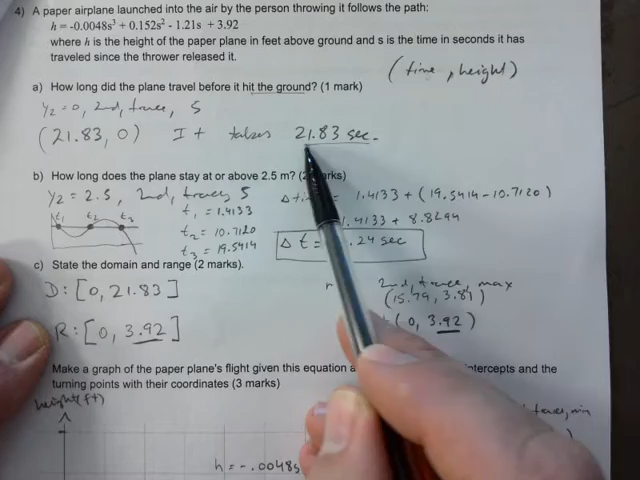 4) A paper airplane launched into the air by the person throwing it follows the path:
h = -0.0048s³ + 0.152s² - 1.21s + 3.92
where h is the height of the paper plane in feet above ground and s is the time in seconds it has
traveled since the thrower released it.
(time, height)
a) How long did the plane travel before it hit the ground? (1 mark)
Y₂ = 0, 2nd, trace, 5
(21.83, 0) It takes 21.83 sec.
b) How long does the plane stay at or above 2.5 m? (2 marks)
Y₂ = 2.5, 2nd, trace, 5
t₁ t₂ t₃
t₁ = 1.4133
t₂ = 10.7120
t₃ = 19.5414
= 1.4133 + (19.5414 - 10.7120)
1.4133 + 8.8294
Δt = .24 sec
c) State the domain and range (2 marks).
D: [0, 21.83]
R: [0, 3.92]
2nd, trace, max
(15.79, 3.81)
(0, 3.92)
Make a graph of the paper plane's flight given this equation a intercepts and the
turning points with their coordinates (3 marks)
height (ft)
trace, min
h = -.0048s